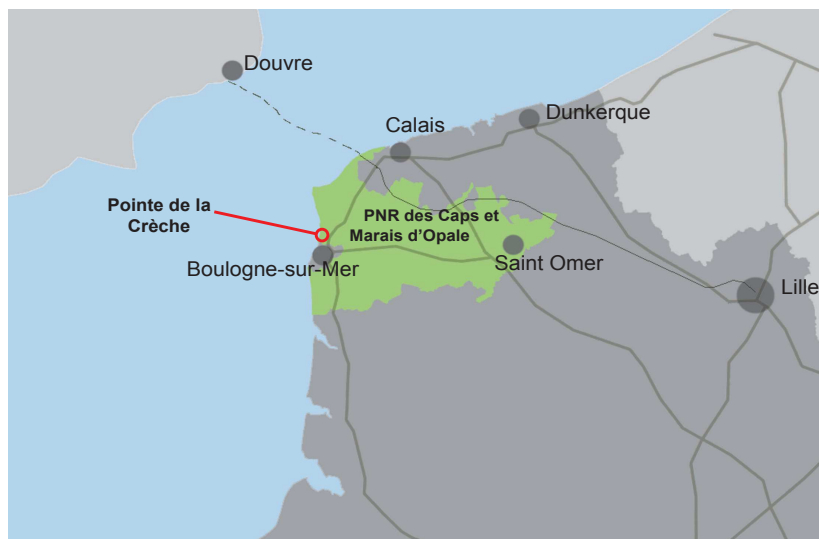 Douvre
Dunkerque
Calais
Pointe de la
Crèche
PNR des Caps et
Marais d'Opale
Boulogne-sur-Mer
Saint Omer
Lille